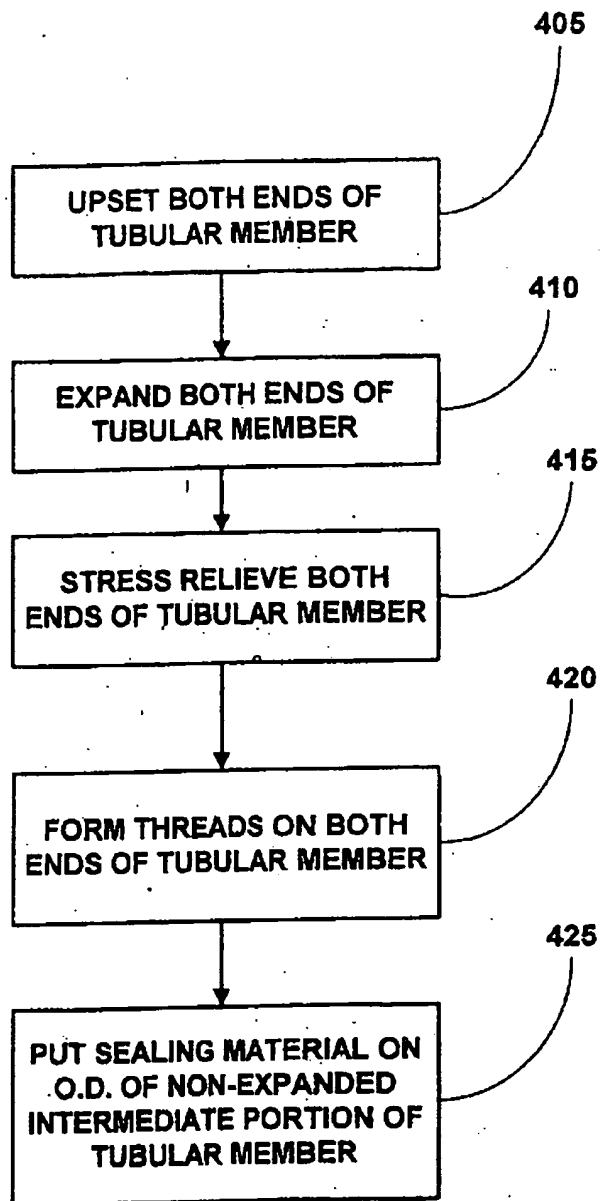 405
UPSET BOTH ENDS OF
TUBULAR MEMBER
410
EXPAND BOTH ENDS OF
TUBULAR MEMBER
415
STRESS RELIEVE BOTH
ENDS OF TUBULAR MEMBER
420
FORM THREADS ON BOTH
ENDS OF TUBULAR MEMBER
425
PUT SEALING MATERIAL ON
O.D. OF NON-EXPANDED
INTERMEDIATE PORTION OF
TUBULAR MEMBER